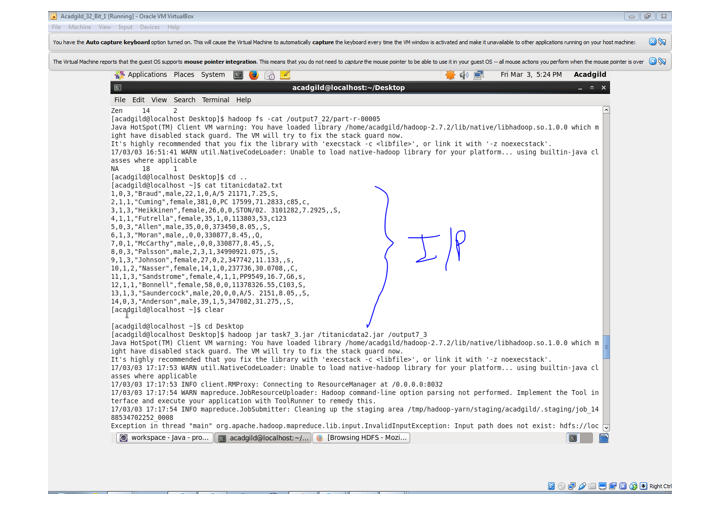 Acadgild_32_Bit_1 [Running] - Oracle VM VirtualBox
File Machine View Input Devices Help
You have the Auto capture keyboard option turned on. This will cause the Virtual Machine to automatically capture the keyboard every time the VM window is activated and make it unavailable to other applications running on your host machine:
The Virtual Machine reports that the guest OS supports mouse pointer integration. This means that you do not need to capture the mouse pointer to be able to use it in your guest OS -- all mouse actions you perform when the mouse pointer is over
Applications Places System Fri Mar 3, 5:24 PM Acadgild
acadgild@localhost:~/Desktop
File Edit View Search Terminal Help
Zen 14 2
[acadgild@localhost Desktop]$ hadoop fs -cat /output7_22/part-r-00005
Java HotSpot(TM) Client VM warning: You have loaded library /home/acadgild/hadoop-2.7.2/lib/native/libhadoop.so.1.0.0 which m
ight have disabled stack guard. The VM will try to fix the stack guard now.
It's highly recommended that you fix the library with 'execstack -c <libfile>', or link it with '-z noexecstack'.
17/03/03 16:51:41 WARN util.NativeCodeLoader: Unable to load native-hadoop library for your platform... using builtin-java cl
asses where applicable
NA 18 1
[acadgild@localhost Desktop]$ cd ..
[acadgild@localhost ~]$ cat titanicdata2.txt
1,0,3,"Braud",male,22,1,0,A/5 21171,7.25,S,
2,1,1,"Cuming",female,381,0,PC 17599,71.2833,c85,c,
3,1,3,"Heikkinen",female,26,0,0,STON/02. 3101282,7.2925,,S,
4,1,1,"Futrella",female,35,1,0,113803,53,c123
5,0,3,"Allen",male,35,0,0,373450,8.05,,S,
6,1,3,"Moran",male,,0,0,330877,8.45,,Q,
7,0,1,"McCarthy",male,,0,0,330877,8.45,,S,
8,0,3,"Palsson",male,2,3,1,34990921.075,,S,
9,1,3,"Johnson",female,27,0,2,347742,11.133,,s,
10,1,2,"Nasser",female,14,1,0,237736,30.0708,,C,
11,1,3,"Sandstrome",female,4,1,1,PP9549,16.7,G6,s,
12,1,1,"Bonnell",female,58,0,0,11378326.55,C103,S,
13,1,3,"Saundercock",male,20,0,0,A/5. 2151,8.05,,S,
14,0,3,"Anderson",male,39,1,5,347082,31.275,,S,
[acadgild@localhost ~]$ clear
[acadgild@localhost ~]$ cd Desktop
[acadgild@localhost Desktop]$ hadoop jar task7_3.jar /titanicdata2.jar /output7_3
Java HotSpot(TM) Client VM warning: You have loaded library /home/acadgild/hadoop-2.7.2/lib/native/libhadoop.so.1.0.0 which m
ight have disabled stack guard. The VM will try to fix the stack guard now.
It's highly recommended that you fix the library with 'execstack -c <libfile>', or link it with '-z noexecstack'.
17/03/03 17:17:53 WARN util.NativeCodeLoader: Unable to load native-hadoop library for your platform... using builtin-java cl
asses where applicable
17/03/03 17:17:53 INFO client.RMProxy: Connecting to ResourceManager at /0.0.0.0:8032
17/03/03 17:17:54 WARN mapreduce.JobResourceUploader: Hadoop command-line option parsing not performed. Implement the Tool in
terface and execute your application with ToolRunner to remedy this.
17/03/03 17:17:54 INFO mapreduce.JobSubmitter: Cleaning up the staging area /tmp/hadoop-yarn/staging/acadgild/.staging/job_14
88534702252_0008
Exception in thread "main" org.apache.hadoop.mapreduce.lib.input.InvalidInputException: Input path does not exist: hdfs://loc
I/P
workspace - Java - pro... acadgild@localhost:~/... [Browsing HDFS - Mozi...
Right Ctrl